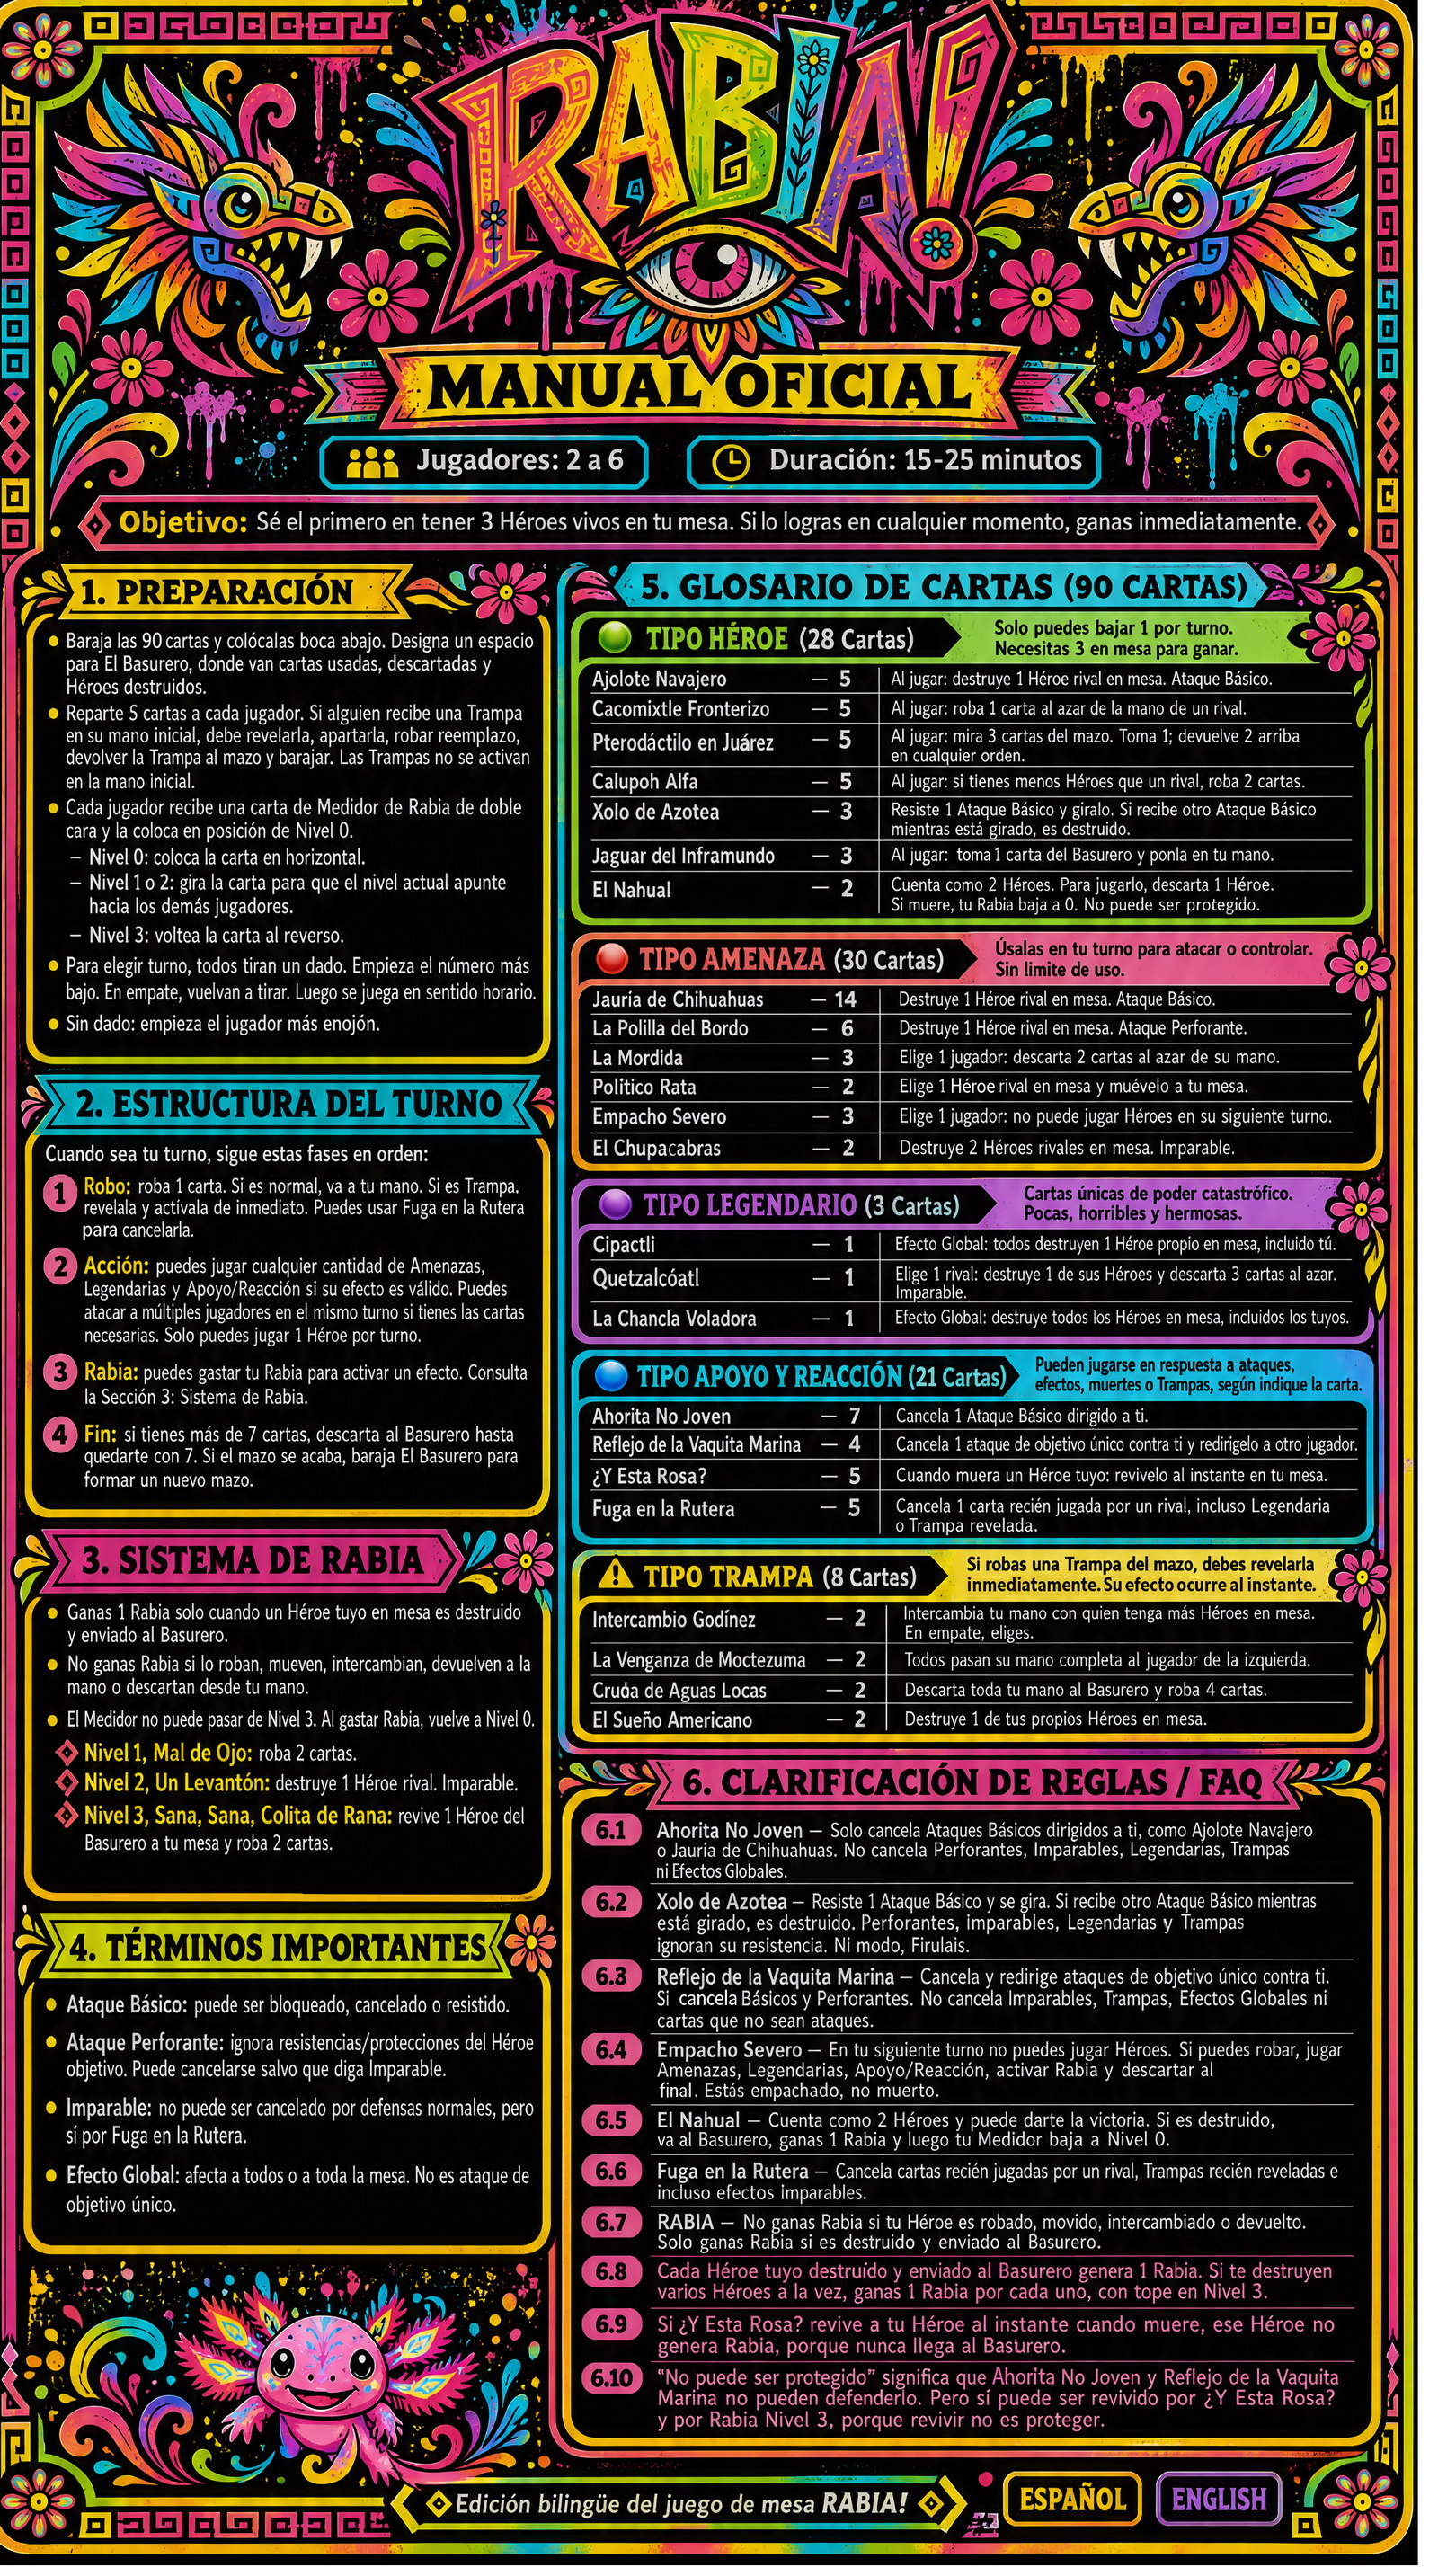 RABIA!
MANUAL OFICIAL
Jugadores: 2 a 6
Duración: 15-25 minutos
Objetivo: Sé el primero en tener 3 Héroes vivos en tu mesa. Si lo logras en cualquier momento, ganas inmediatamente.
1. PREPARACIÓN
• Baraja las 90 cartas y colócalas boca abajo. Designa un espacio
para El Basurero, donde van cartas usadas, descartadas y
Héroes destruidos.
• Reparte 5 cartas a cada jugador. Si alguien recibe una Trampa
en su mano inicial, debe revelarla, apartarla, robar reemplazo,
devolver la Trampa al mazo y barajar. Las Trampas no se activan
en la mano inicial.
• Cada jugador recibe una carta de Medidor de Rabia de doble
cara y la coloca en posición de Nivel 0.
– Nivel 0: coloca la carta en horizontal.
– Nivel 1 o 2: gira la carta para que el nivel actual apunte
hacia los demás jugadores.
– Nivel 3: voltea la carta al reverso.
• Para elegir turno, todos tiran un dado. Empieza el número más
bajo. En empate, vuelvan a tirar. Luego se juega en sentido horario.
• Sin dado: empieza el jugador más enojón.
2. ESTRUCTURA DEL TURNO
Cuando sea tu turno, sigue estas fases en orden:
1 Robo: roba 1 carta. Si es normal, va a tu mano. Si es Trampa.
revelala y actívala de inmediato. Puedes usar Fuga en la Rutera
para cancelarla.
2 Acción: puedes jugar cualquier cantidad de Amenazas,
Legendarias y Apoyo/Reacción si su efecto es válido. Puedes
atacar a múltiples jugadores en el mismo turno si tienes las cartas
necesarias. Solo puedes jugar 1 Héroe por turno.
3 Rabia: puedes gastar tu Rabia para activar un efecto. Consulta
la Sección 3: Sistema de Rabia.
4 Fin: si tienes más de 7 cartas, descarta al Basurero hasta
quedarte con 7. Si el mazo se acaba, baraja El Basurero para
formar un nuevo mazo.
3. SISTEMA DE RABIA
• Ganas 1 Rabia solo cuando un Héroe tuyo en mesa es destruido
y enviado al Basurero.
• No ganas Rabia si lo roban, mueven, intercambian, devuelven a la
mano o descartan desde tu mano.
• El Medidor no puede pasar de Nivel 3. Al gastar Rabia, vuelve a Nivel 0.
Nivel 1, Mal de Ojo: roba 2 cartas.
Nivel 2, Un Levantón: destruye 1 Héroe rival. Imparable.
Nivel 3, Sana, Sana, Colita de Rana: revive 1 Héroe del
Basurero a tu mesa y roba 2 cartas.
4. TÉRMINOS IMPORTANTES
• Ataque Básico: puede ser bloqueado, cancelado o resistido.
• Ataque Perforante: ignora resistencias/protecciones del Héroe
objetivo. Puede cancelarse salvo que diga Imparable.
• Imparable: no puede ser cancelado por defensas normales, pero
sí por Fuga en la Rutera.
• Efecto Global: afecta a todos o a toda la mesa. No es ataque de
objetivo único.
5. GLOSARIO DE CARTAS (90 CARTAS)
TIPO HÉROE (28 Cartas)
Solo puedes bajar 1 por turno.
Necesitas 3 en mesa para ganar.
Ajolote Navajero — 5 Al jugar: destruye 1 Héroe rival en mesa. Ataque Básico.
Cacomixtle Fronterizo — 5 Al jugar: roba 1 carta al azar de la mano de un rival.
Pterodáctilo en Juárez — 5 Al jugar: mira 3 cartas del mazo. Toma 1; devuelve 2 arriba
en cualquier orden.
Calupoh Alfa — 5 Al jugar: si tienes menos Héroes que un rival, roba 2 cartas.
Xolo de Azotea — 3 Resiste 1 Ataque Básico y giralo. Si recibe otro Ataque Básico
mientras está girado, es destruido.
Jaguar del Inframundo — 3 Al jugar: toma 1 carta del Basurero y ponla en tu mano.
El Nahual — 2 Cuenta como 2 Héroes. Para jugarlo, descarta 1 Héroe.
Si muere, tu Rabia baja a 0. No puede ser protegido.
TIPO AMENAZA (30 Cartas)
Úsalas en tu turno para atacar o controlar.
Sin limite de uso.
Jauría de Chihuahuas — 14 Destruye 1 Héroe rival en mesa. Ataque Básico.
La Polilla del Bordo — 6 Destruye 1 Héroe rival en mesa. Ataque Perforante.
La Mordida — 3 Elige 1 jugador: descarta 2 cartas al azar de su mano.
Político Rata — 2 Elige 1 Héroe rival en mesa y muévelo a tu mesa.
Empacho Severo — 3 Elige 1 jugador: no puede jugar Héroes en su siguiente turno.
El Chupacabras — 2 Destruye 2 Héroes rivales en mesa. Imparable.
TIPO LEGENDARIO (3 Cartas)
Cartas únicas de poder catastrófico.
Pocas, horribles y hermosas.
Cipactli — 1 Efecto Global: todos destruyen 1 Héroe propio en mesa, incluido tú.
Quetzalcóatl — 1 Elige 1 rival: destruye 1 de sus Héroes y descarta 3 cartas al azar.
Imparable.
La Chancla Voladora — 1 Efecto Global: destruye todos los Héroes en mesa, incluidos los tuyos.
TIPO APOYO Y REACCIÓN (21 Cartas)
Pueden jugarse en respuesta a ataques,
efectos, muertes o Trampas, según indique la carta.
Ahorita No Joven — 7 Cancela 1 Ataque Básico dirigido a ti.
Reflejo de la Vaquita Marina — 4 Cancela 1 ataque de objetivo único contra ti y redirigelo a otro jugador.
¿Y Esta Rosa? — 5 Cuando muera un Héroe tuyo: revivelo al instante en tu mesa.
Fuga en la Rutera — 5 Cancela 1 carta recién jugada por un rival, incluso Legendaria
o Trampa revelada.
TIPO TRAMPA (8 Cartas)
Si robas una Trampa del mazo, debes revelarla
inmediatamente. Su efecto ocurre al instante.
Intercambio Godínez — 2 Intercambia tu mano con quien tenga más Héroes en mesa.
En empate, eliges.
La Venganza de Moctezuma — 2 Todos pasan su mano completa al jugador de la izquierda.
Cruda de Aguas Locas — 2 Descarta toda tu mano al Basurero y roba 4 cartas.
El Sueño Americano — 2 Destruye 1 de tus propios Héroes en mesa.
6. CLARIFICACIÓN DE REGLAS / FAQ
6.1 Ahorita No Joven — Solo cancela Ataques Básicos dirigidos a ti, como Ajolote Navajero
o Jauría de Chihuahuas. No cancela Perforantes, Imparables, Legendarias, Trampas
ni Efectos Globales.
6.2 Xolo de Azotea — Resiste 1 Ataque Básico y se gira. Si recibe otro Ataque Básico mientras
está girado, es destruido. Perforantes, imparables, Legendarias y Trampas
ignoran su resistencia. Ni modo, Firulais.
6.3 Reflejo de la Vaquita Marina — Cancela y redirige ataques de objetivo único contra ti.
Si cancela Básicos y Perforantes. No cancela Imparables, Trampas, Efectos Globales ni
cartas que no sean ataques.
6.4 Empacho Severo — En tu siguiente turno no puedes jugar Héroes. Si puedes robar, jugar
Amenazas, Legendarias, Apoyo/Reacción, activar Rabia y descartar al
final. Estás empachado, no muerto.
6.5 El Nahual — Cuenta como 2 Héroes y puede darte la victoria. Si es destruido,
va al Basurero, ganas 1 Rabia y luego tu Medidor baja a Nivel 0.
6.6 Fuga en la Rutera — Cancela cartas recién jugadas por un rival, Trampas recién reveladas e
incluso efectos imparables.
6.7 RABIA — No ganas Rabia si tu Héroe es robado, movido, intercambiado o devuelto.
Solo ganas Rabia si es destruido y enviado al Basurero.
6.8 Cada Héroe tuyo destruido y enviado al Basurero genera 1 Rabia. Si te destruyen
varios Héroes a la vez, ganas 1 Rabia por cada uno, con tope en Nivel 3.
6.9 Si ¿Y Esta Rosa? revive a tu Héroe al instante cuando muere, ese Héroe no
genera Rabia, porque nunca llega al Basurero.
6.10 "No puede ser protegido" significa que Ahorita No Joven y Reflejo de la Vaquita
Marina no pueden defenderlo. Pero sí puede ser revivido por ¿Y Esta Rosa?
y por Rabia Nivel 3, porque revivir no es proteger.
Edición bilingüe del juego de mesa RABIA!
ESPAÑOL
ENGLISH